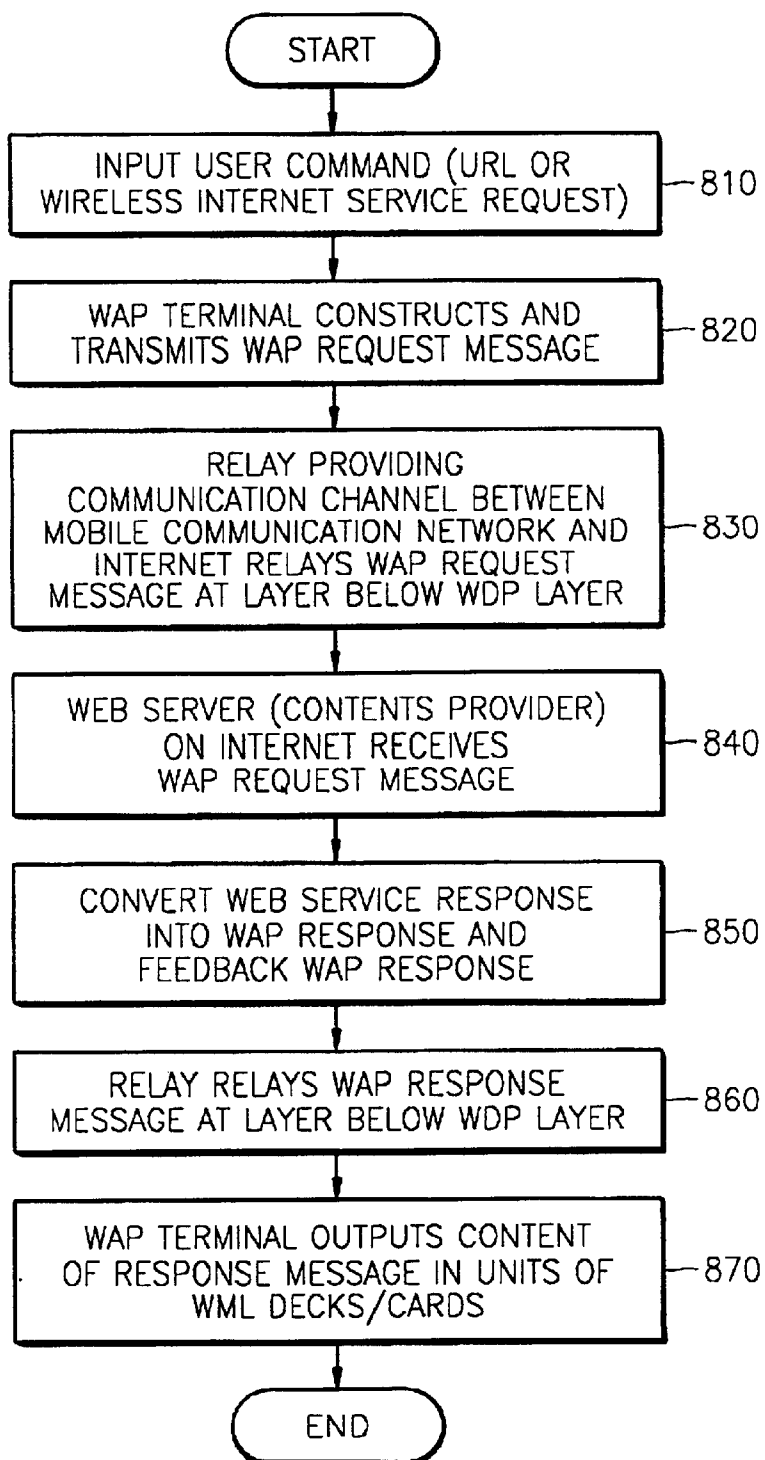 START
INPUT USER COMMAND (URL OR
WIRELESS INTERNET SERVICE REQUEST)
810
WAP TERMINAL CONSTRUCTS AND
TRANSMITS WAP REQUEST MESSAGE
820
RELAY PROVIDING
COMMUNICATION CHANNEL BETWEEN
MOBILE COMMUNICATION NETWORK AND
INTERNET RELAYS WAP REQUEST
MESSAGE AT LAYER BELOW WDP LAYER
830
WEB SERVER (CONTENTS PROVIDER)
ON INTERNET RECEIVES
WAP REQUEST MESSAGE
840
CONVERT WEB SERVICE RESPONSE
INTO WAP RESPONSE AND
FEEDBACK WAP RESPONSE
850
RELAY RELAYS WAP RESPONSE
MESSAGE AT LAYER BELOW WDP LAYER
860
WAP TERMINAL OUTPUTS CONTENT
OF RESPONSE MESSAGE IN UNITS OF
WML DECKS/CARDS
870
END